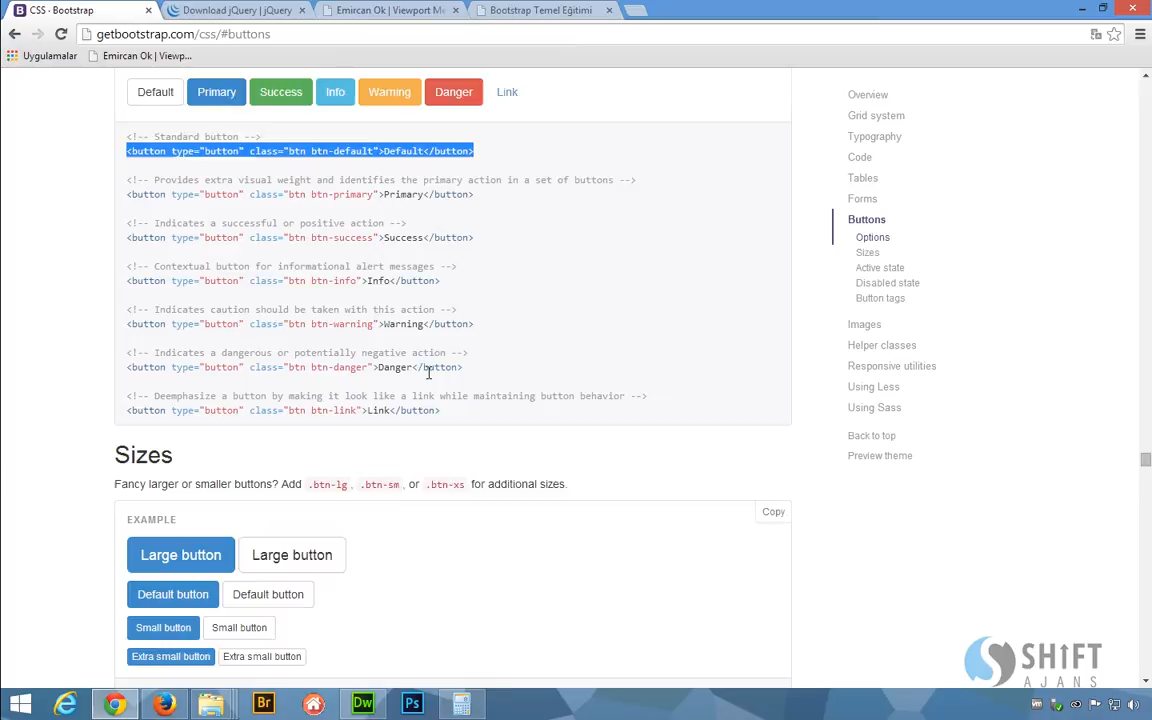 CSS · Bootstrap
Download jQuery | jQuery
Emircan Ok | Viewport Me
Bootstrap Temel Eğitimi
getbootstrap.com/css/#buttons
Uygulamalar
Emircan Ok | Viewp...
Default
Primary
Success
Info
Warning
Danger
Link
<!-- Standard button -->
<button type="button" class="btn btn-default">Default</button>
<!-- Provides extra visual weight and identifies the primary action in a set of buttons -->
<button type="button" class="btn btn-primary">Primary</button>
<!-- Indicates a successful or positive action -->
<button type="button" class="btn btn-success">Success</button>
<!-- Contextual button for informational alert messages -->
<button type="button" class="btn btn-info">Info</button>
<!-- Indicates caution should be taken with this action -->
<button type="button" class="btn btn-warning">Warning</button>
<!-- Indicates a dangerous or potentially negative action -->
<button type="button" class="btn btn-danger">Danger</button>
<!-- Deemphasize a button by making it look like a link while maintaining button behavior -->
<button type="button" class="btn btn-link">Link</button>
Sizes
Fancy larger or smaller buttons? Add .btn-lg, .btn-sm, or .btn-xs for additional sizes.
EXAMPLE
Copy
Large button
Large button
Default button
Default button
Small button
Small button
Extra small button
Extra small button
Overview
Grid system
Typography
Code
Tables
Forms
Buttons
Options
Sizes
Active state
Disabled state
Button tags
Images
Helper classes
Responsive utilities
Using Less
Using Sass
Back to top
Preview theme
SHIFT
AJANS
Br
Dw
Ps